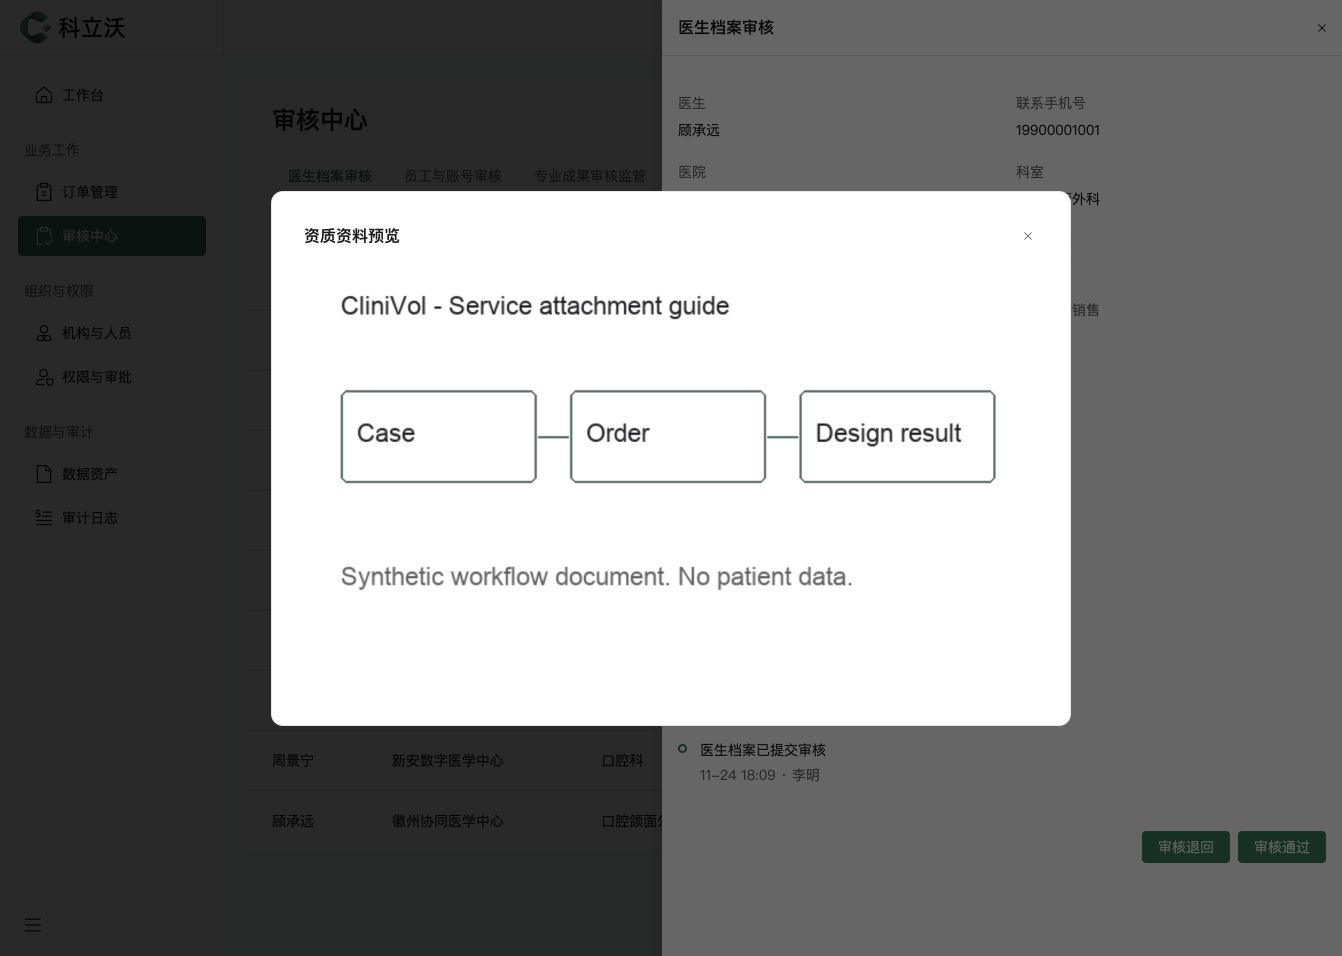 科立沃
工作台
业务工作
订单管理
审核中心
组织与权限
机构与人员
权限与审批
数据与审计
数据资产
审计日志
审核中心
医生档案审核
员工与账号审核
专业成果审核监管
周景宁
新安数字医学中心
口腔科
顾承远
徽州协同医学中心
口腔颌面
医生档案审核
医生
联系手机号
顾承远
19900001001
医院
科室
外科
销售
资质资料预览
CliniVol - Service attachment guide
Case
Order
Design result
Synthetic workflow document. No patient data.
医生档案已提交审核
11-24 18:09 · 李明
审核退回
审核通过